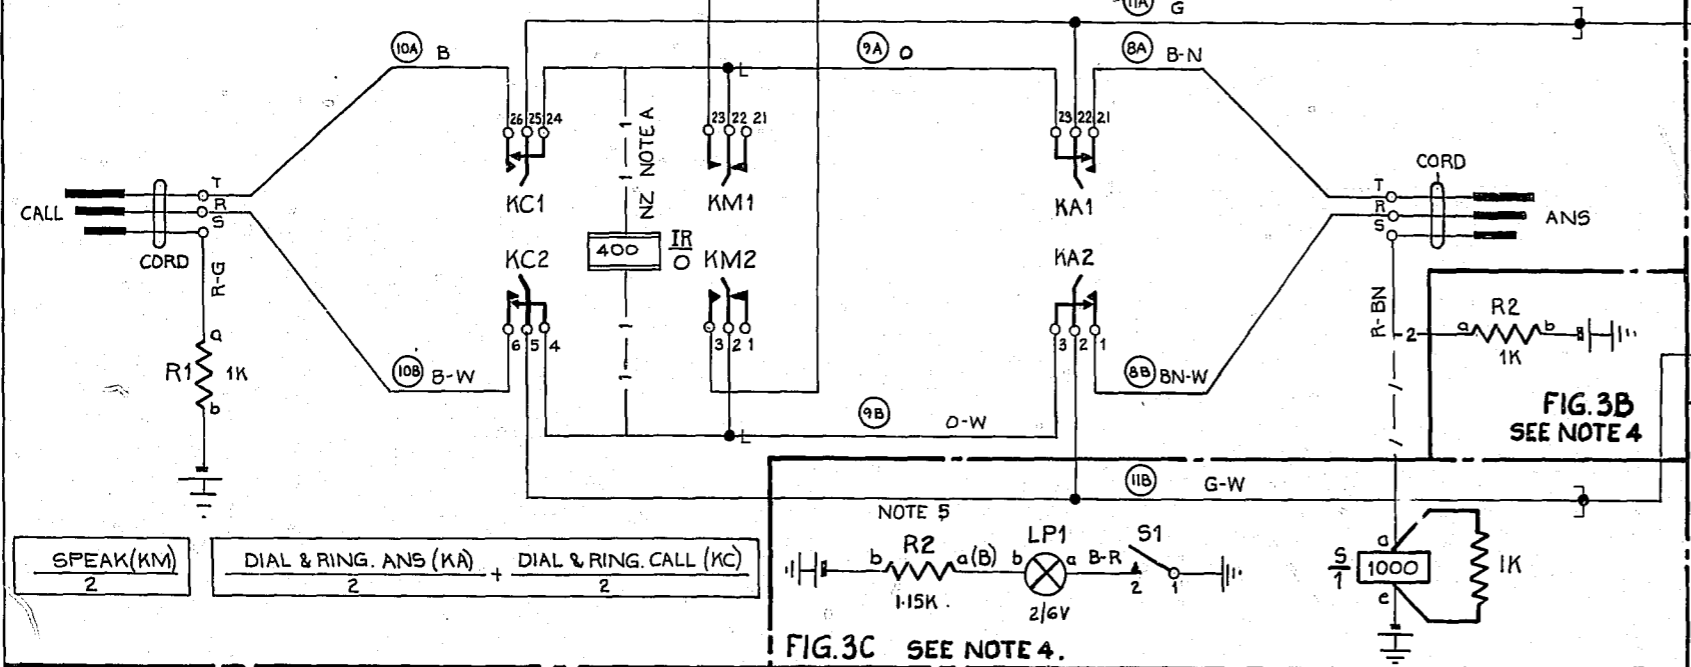 11A G
10A B
9A O
8A B-N
26 25 24
23 22 21
23 22 21
NZ NOTE A
T
R
S
CALL
CORD
KC1
KM1
KA1
CORD
T
R
S
ANS
400
IR
O
KC2
KM2
KA2
R-G
6 5 4
3 2 1
3 2 1
R-BN
2
a R2 b
1K
a
R1 1K
b
10B B-W
8B BN-W
FIG.3B
SEE NOTE 4
9B O-W
11B G-W
NOTE 5
b R2 a(B) b LP1 a B-R S1
2 1
1.15K.
2/6V
SPEAK(KM)
2
DIAL & RING. ANS (KA) + DIAL & RING. CALL (KC)
2 2
S
1
a
1000
e
1K
FIG.3C SEE NOTE 4.